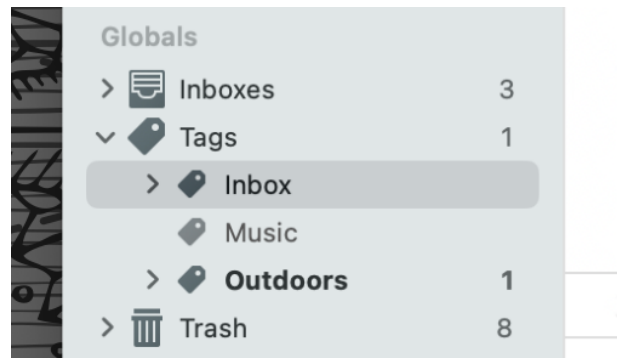 Globals
Inboxes 3
Tags 1
Inbox
Music
Outdoors 1
Trash 8